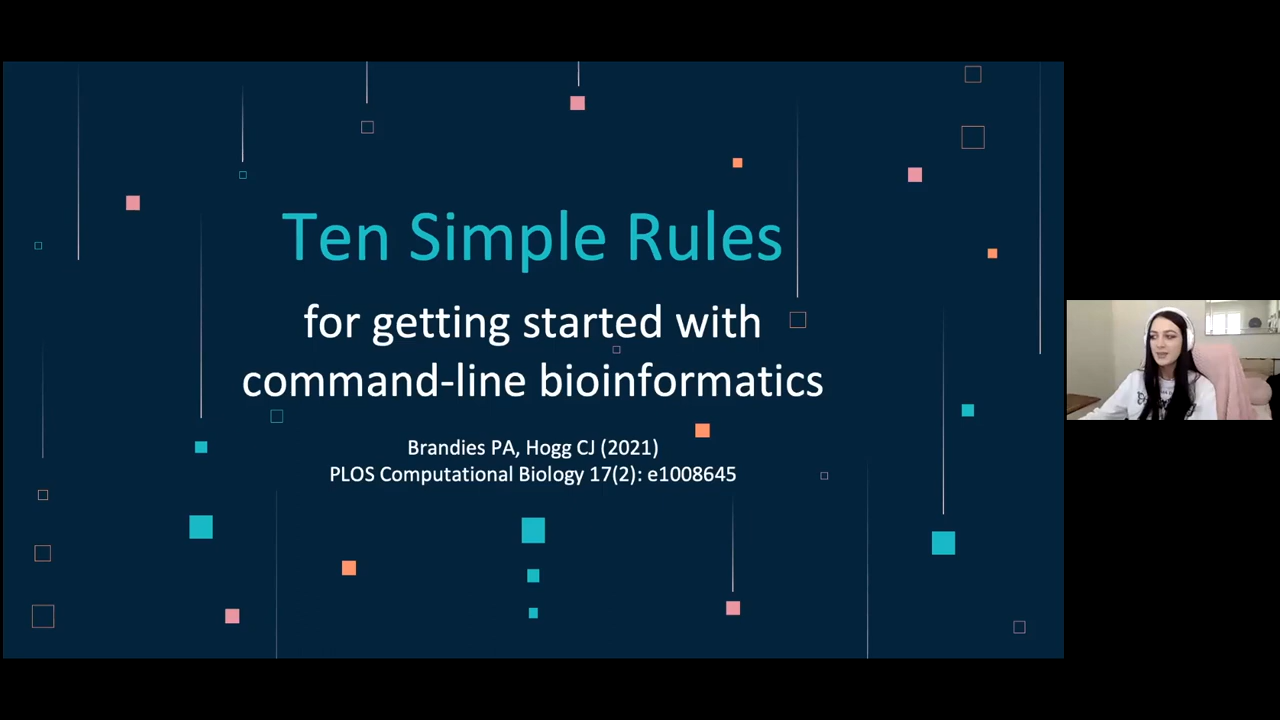 Ten Simple Rules
for getting started with
command-line bioinformatics
Brandies PA, Hogg CJ (2021)
PLOS Computational Biology 17(2): e1008645